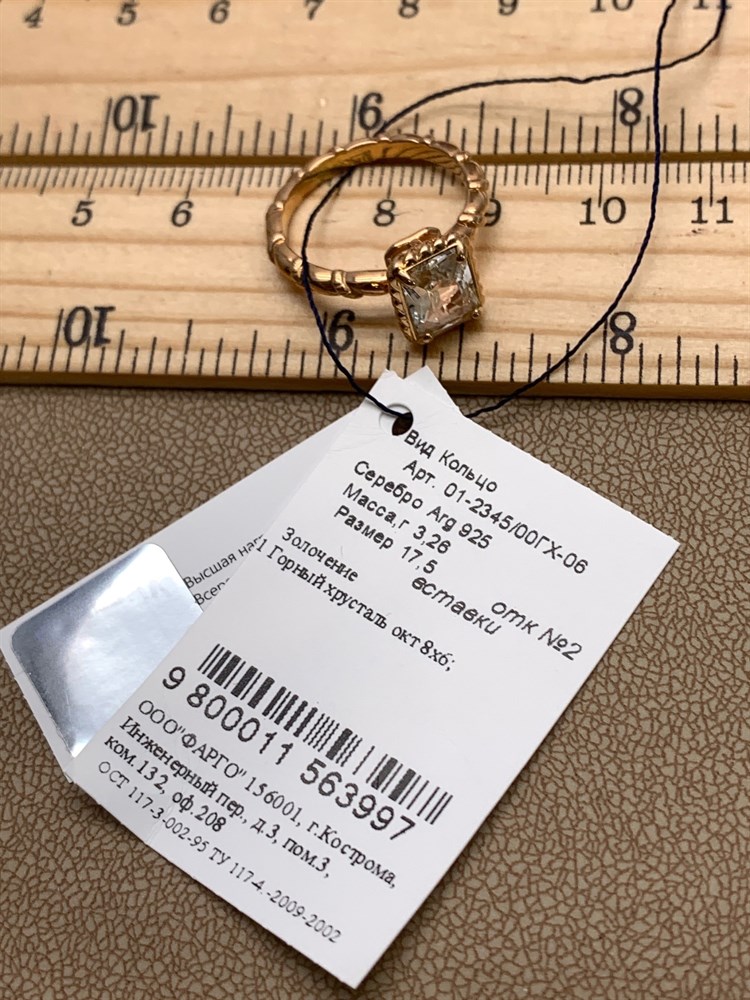 4 5 6 7 8 9 10 11
10 9 8
5 6 8 9 10 11
10 9 8
Вид Кольцо
Арт. 01-2345/00ГХ-06
Серебро Arg 925
Масса,г 3,26
Размер 17,5
отк №2
Золочение
вставки
1 Горный хрусталь окт 8х6;
9 800011 563997
ООО"ФАРГО" 156001, г.Кострома,
Инженерный пер., д.3, пом.3,
ком.132, оф.208
ОСТ 117-3-002-95 ТУ 117-4.-2009-2002
Высшая